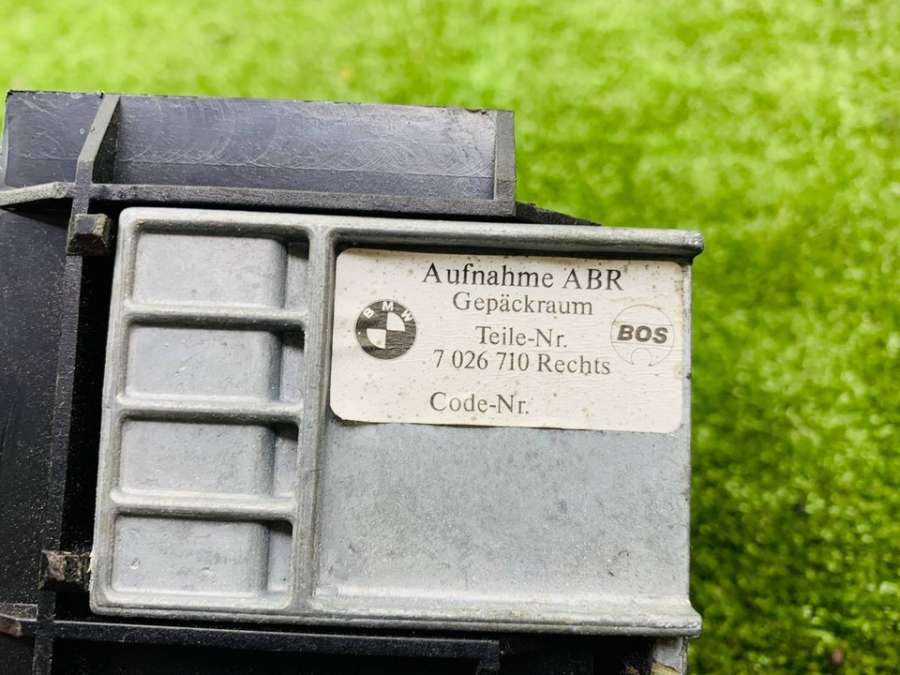 Aufnahme ABR
Gepäckraum
BMW
Teile-Nr.
BOS
7 026 710 Rechts
Code-Nr.